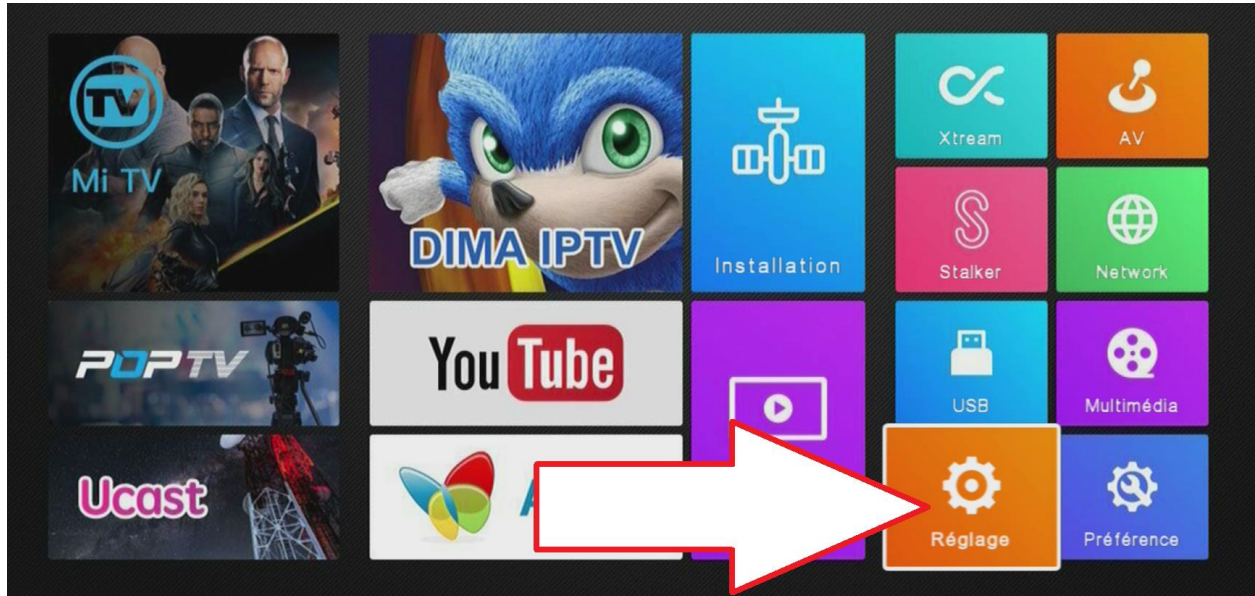 TV
Mi TV
DIMA IPTV
Installation
Xtream
AV
Stalker
Network
POPTV
You Tube
USB
Multimédia
Ucast
Réglage
Préférence